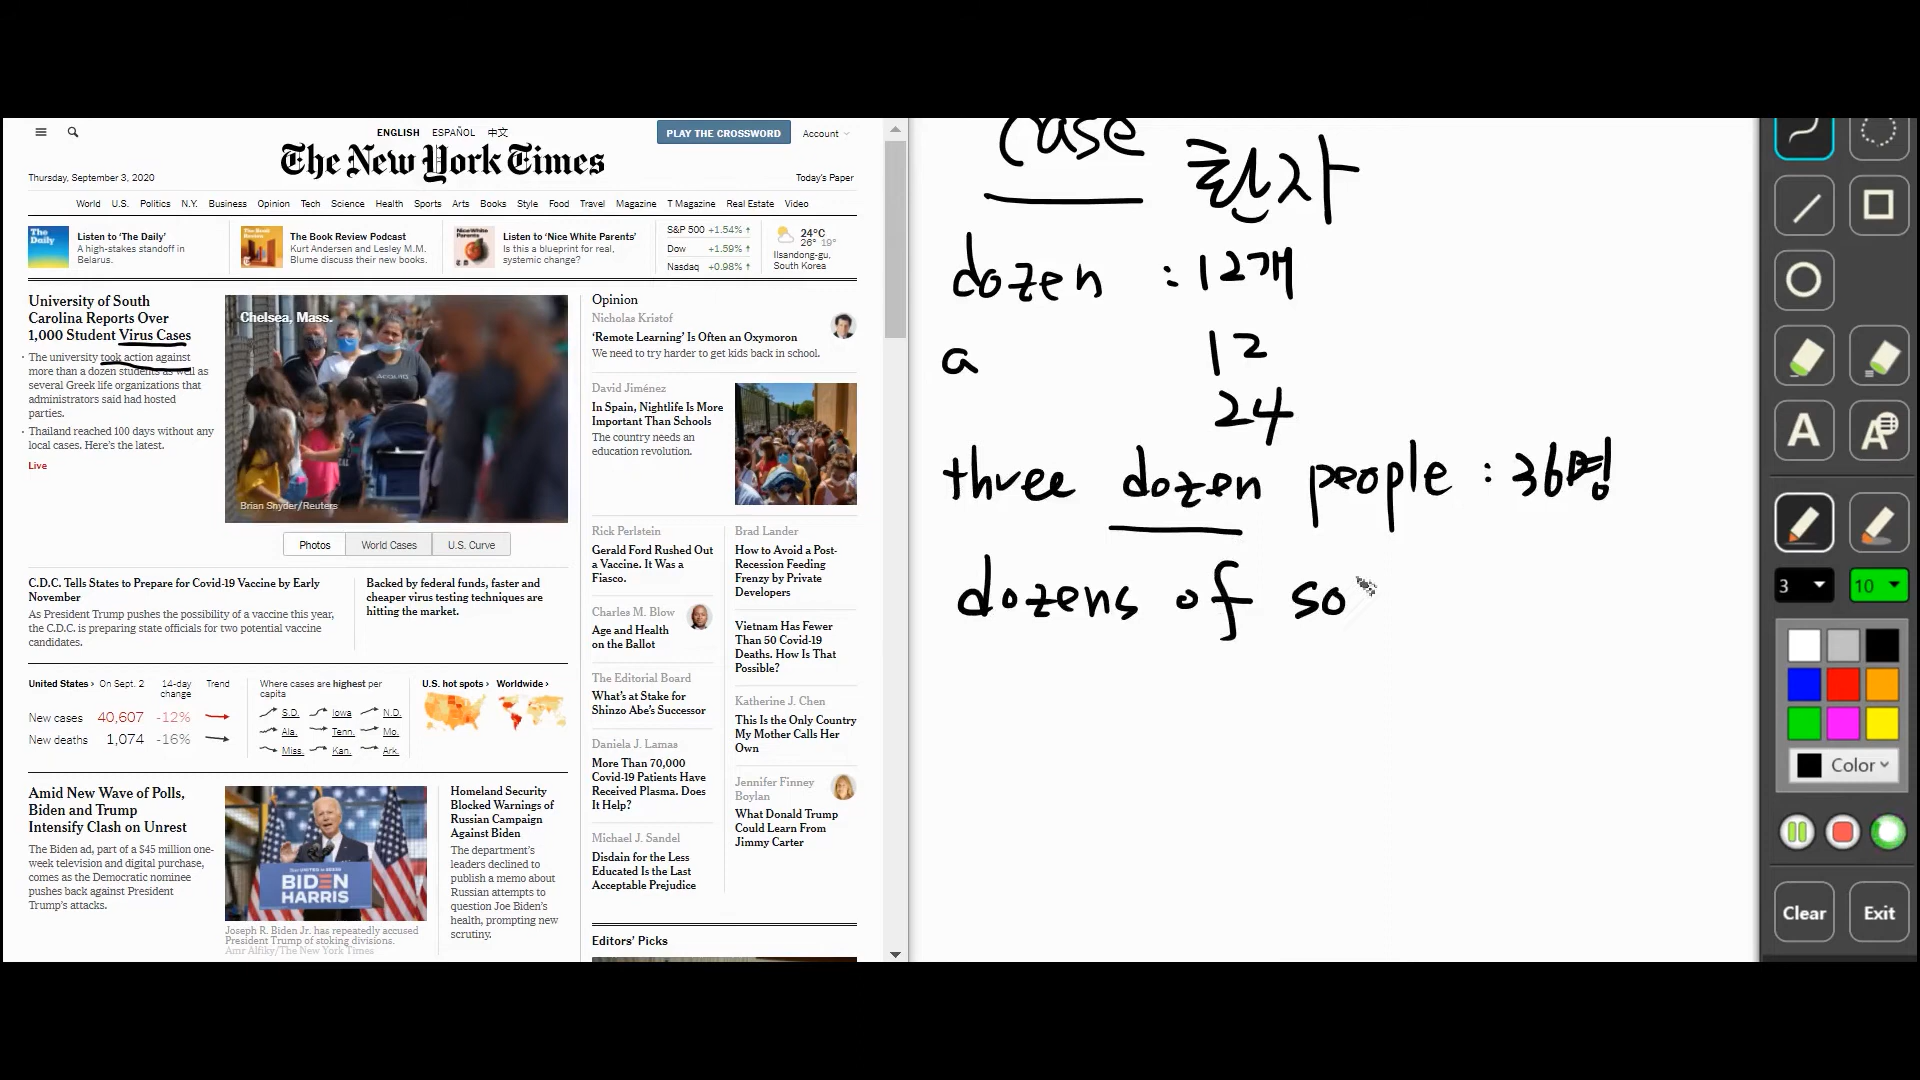 ENGLISH ESPAÑOL 中文
PLAY THE CROSSWORD
Account
The New York Times
Thursday, September 3, 2020
Today's Paper
World U.S. Politics N.Y. Business Opinion Tech Science Health Sports Arts Books Style Food Travel Magazine T Magazine Real Estate Video
The Daily
Listen to ‘The Daily’
A high-stakes standoff in
Belarus.
The Book Review
The Book Review Podcast
Kurt Andersen and Lesley M.M.
Blume discuss their new books.
Nice White Parents
Listen to ‘Nice White Parents’
Is this a blueprint for real,
systemic change?
S&P 500 +1.54% ↑
Dow +1.59% ↑
Nasdaq +0.98% ↑
24°C
26° 19°
Ilsandong-gu,
South Korea
University of South
Carolina Reports Over
1,000 Student Virus Cases
· The university took action against
more than a dozen students as well as
several Greek life organizations that
administrators said had hosted
parties.
· Thailand reached 100 days without any
local cases. Here’s the latest.
Live
Chelsea, Mass.
Brian Snyder/Reuters
Photos World Cases U.S. Curve
C.D.C. Tells States to Prepare for Covid-19 Vaccine by Early
November
As President Trump pushes the possibility of a vaccine this year,
the C.D.C. is preparing state officials for two potential vaccine
candidates.
Backed by federal funds, faster and
cheaper virus testing techniques are
hitting the market.
United States › On Sept. 2 14-day change Trend
New cases 40,607 -12%
New deaths 1,074 -16%
Where cases are highest per
capita
S.D. Iowa N.D.
Ala. Tenn. Mo.
Miss. Kan. Ark.
U.S. hot spots › Worldwide ›
Amid New Wave of Polls,
Biden and Trump
Intensify Clash on Unrest
The Biden ad, part of a $45 million one-
week television and digital purchase,
comes as the Democratic nominee
pushes back against President
Trump’s attacks.
BIDEN
HARRIS
Joseph R. Biden Jr. has repeatedly accused
President Trump of stoking divisions.
Amr Alfiky/The New York Times
Homeland Security
Blocked Warnings of
Russian Campaign
Against Biden
The department’s
leaders declined to
publish a memo about
Russian attempts to
question Joe Biden’s
health, prompting new
scrutiny.
Opinion
Nicholas Kristof
‘Remote Learning’ Is Often an Oxymoron
We need to try harder to get kids back in school.
David Jiménez
In Spain, Nightlife Is More
Important Than Schools
The country needs an
education revolution.
Rick Perlstein
Gerald Ford Rushed Out
a Vaccine. It Was a
Fiasco.
Charles M. Blow
Age and Health
on the Ballot
The Editorial Board
What’s at Stake for
Shinzo Abe’s Successor
Daniela J. Lamas
More Than 70,000
Covid-19 Patients Have
Received Plasma. Does
It Help?
Michael J. Sandel
Disdain for the Less
Educated Is the Last
Acceptable Prejudice
Brad Lander
How to Avoid a Post-
Recession Feeding
Frenzy by Private
Developers
Vietnam Has Fewer
Than 50 Covid-19
Deaths. How Is That
Possible?
Katherine J. Chen
This Is the Only Country
My Mother Calls Her
Own
Jennifer Finney
Boylan
What Donald Trump
Could Learn From
Jimmy Carter
Editors’ Picks
case 환자
dozen : 12개
a 12
24
three dozen people : 36명
dozens of so
A A
3 10
Color
Clear Exit